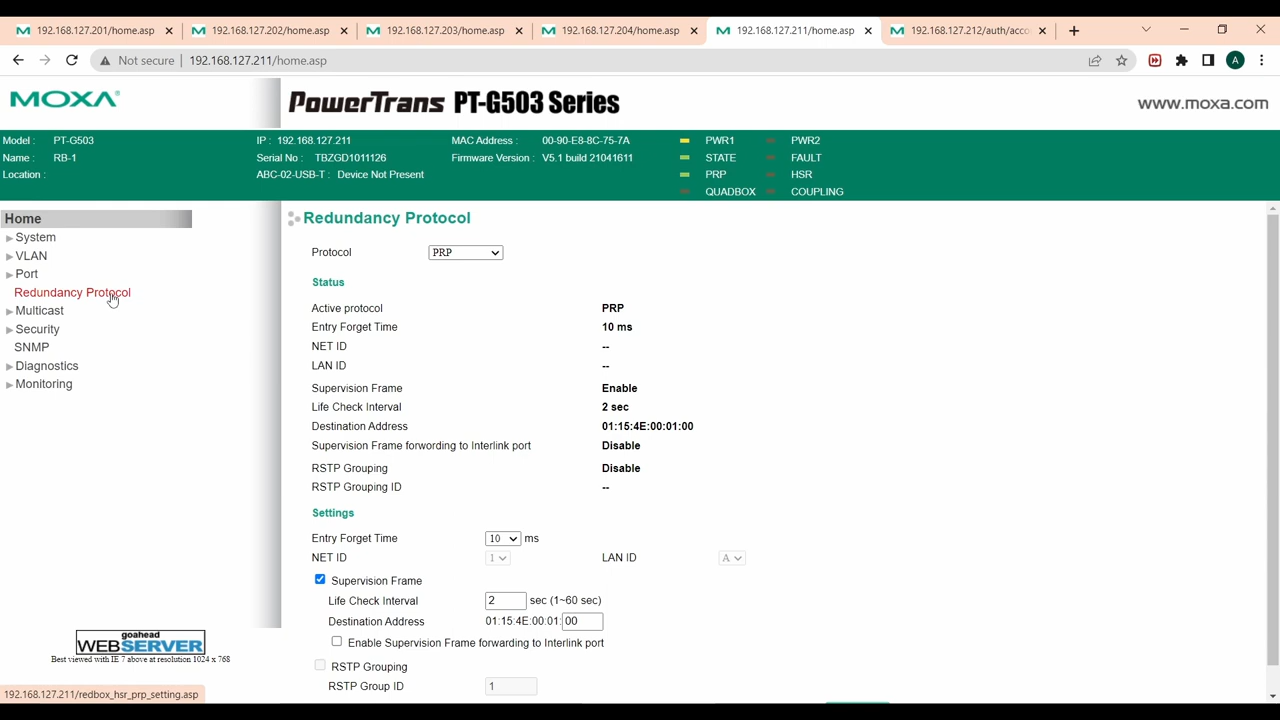 192.168.127.201/home.asp 192.168.127.202/home.asp 192.168.127.203/home.asp 192.168.127.204/home.asp 192.168.127.211/home.asp 192.168.127.212/auth/acco
Not secure 192.168.127.211/home.asp A
MOXA PowerTrans PT-G503 Series www.moxa.com
Model : PT-G503 IP : 192.168.127.211 MAC Address : 00-90-E8-8C-75-7A PWR1 PWR2
Name : RB-1 Serial No : TBZGD1011126 Firmware Version : V5.1 build 21041611 STATE FAULT
Location : ABC-02-USB-T : Device Not Present PRP HSR
QUADBOX COUPLING
Home
System
VLAN
Port
Redundancy Protocol
Multicast
Security
SNMP
Diagnostics
Monitoring
goahead
WEBSERVER
Best viewed with IE 7 above at resolution 1024 x 768
192.168.127.211/redbox_hsr_prp_setting.asp
Redundancy Protocol
Protocol PRP
Status
Active protocol PRP
Entry Forget Time 10 ms
NET ID --
LAN ID --
Supervision Frame Enable
Life Check Interval 2 sec
Destination Address 01:15:4E:00:01:00
Supervision Frame forwording to Interlink port Disable
RSTP Grouping Disable
RSTP Grouping ID --
Settings
Entry Forget Time 10 ms
NET ID 1 LAN ID A
Supervision Frame
Life Check Interval 2 sec (1~60 sec)
Destination Address 01:15:4E:00:01: 00
Enable Supervision Frame forwarding to Interlink port
RSTP Grouping
RSTP Group ID 1